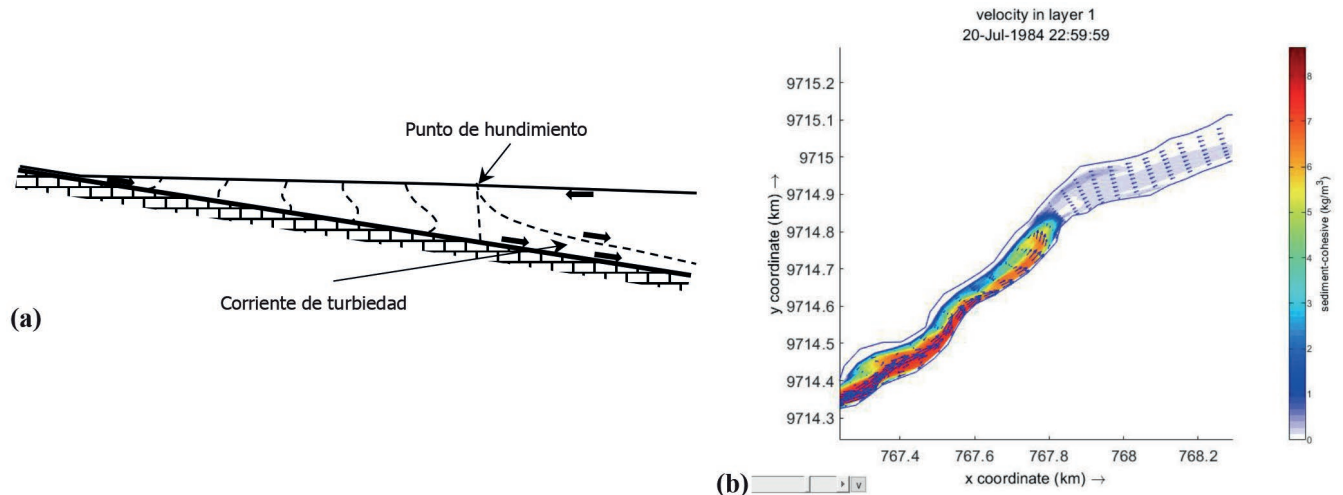 Punto de hundimiento
Corriente de turbiedad
(a)
velocity in layer 1
20-Jul-1984 22:59:59
9715.2
9715.1
9715
9714.9
9714.8
9714.7
9714.6
9714.5
9714.4
9714.3
y coordinate (km) →
767.4 767.6 767.8 768 768.2
x coordinate (km) →
8
7
6
5
4
3
2
1
0
sediment-cohesive (kg/m³)
(b)
v